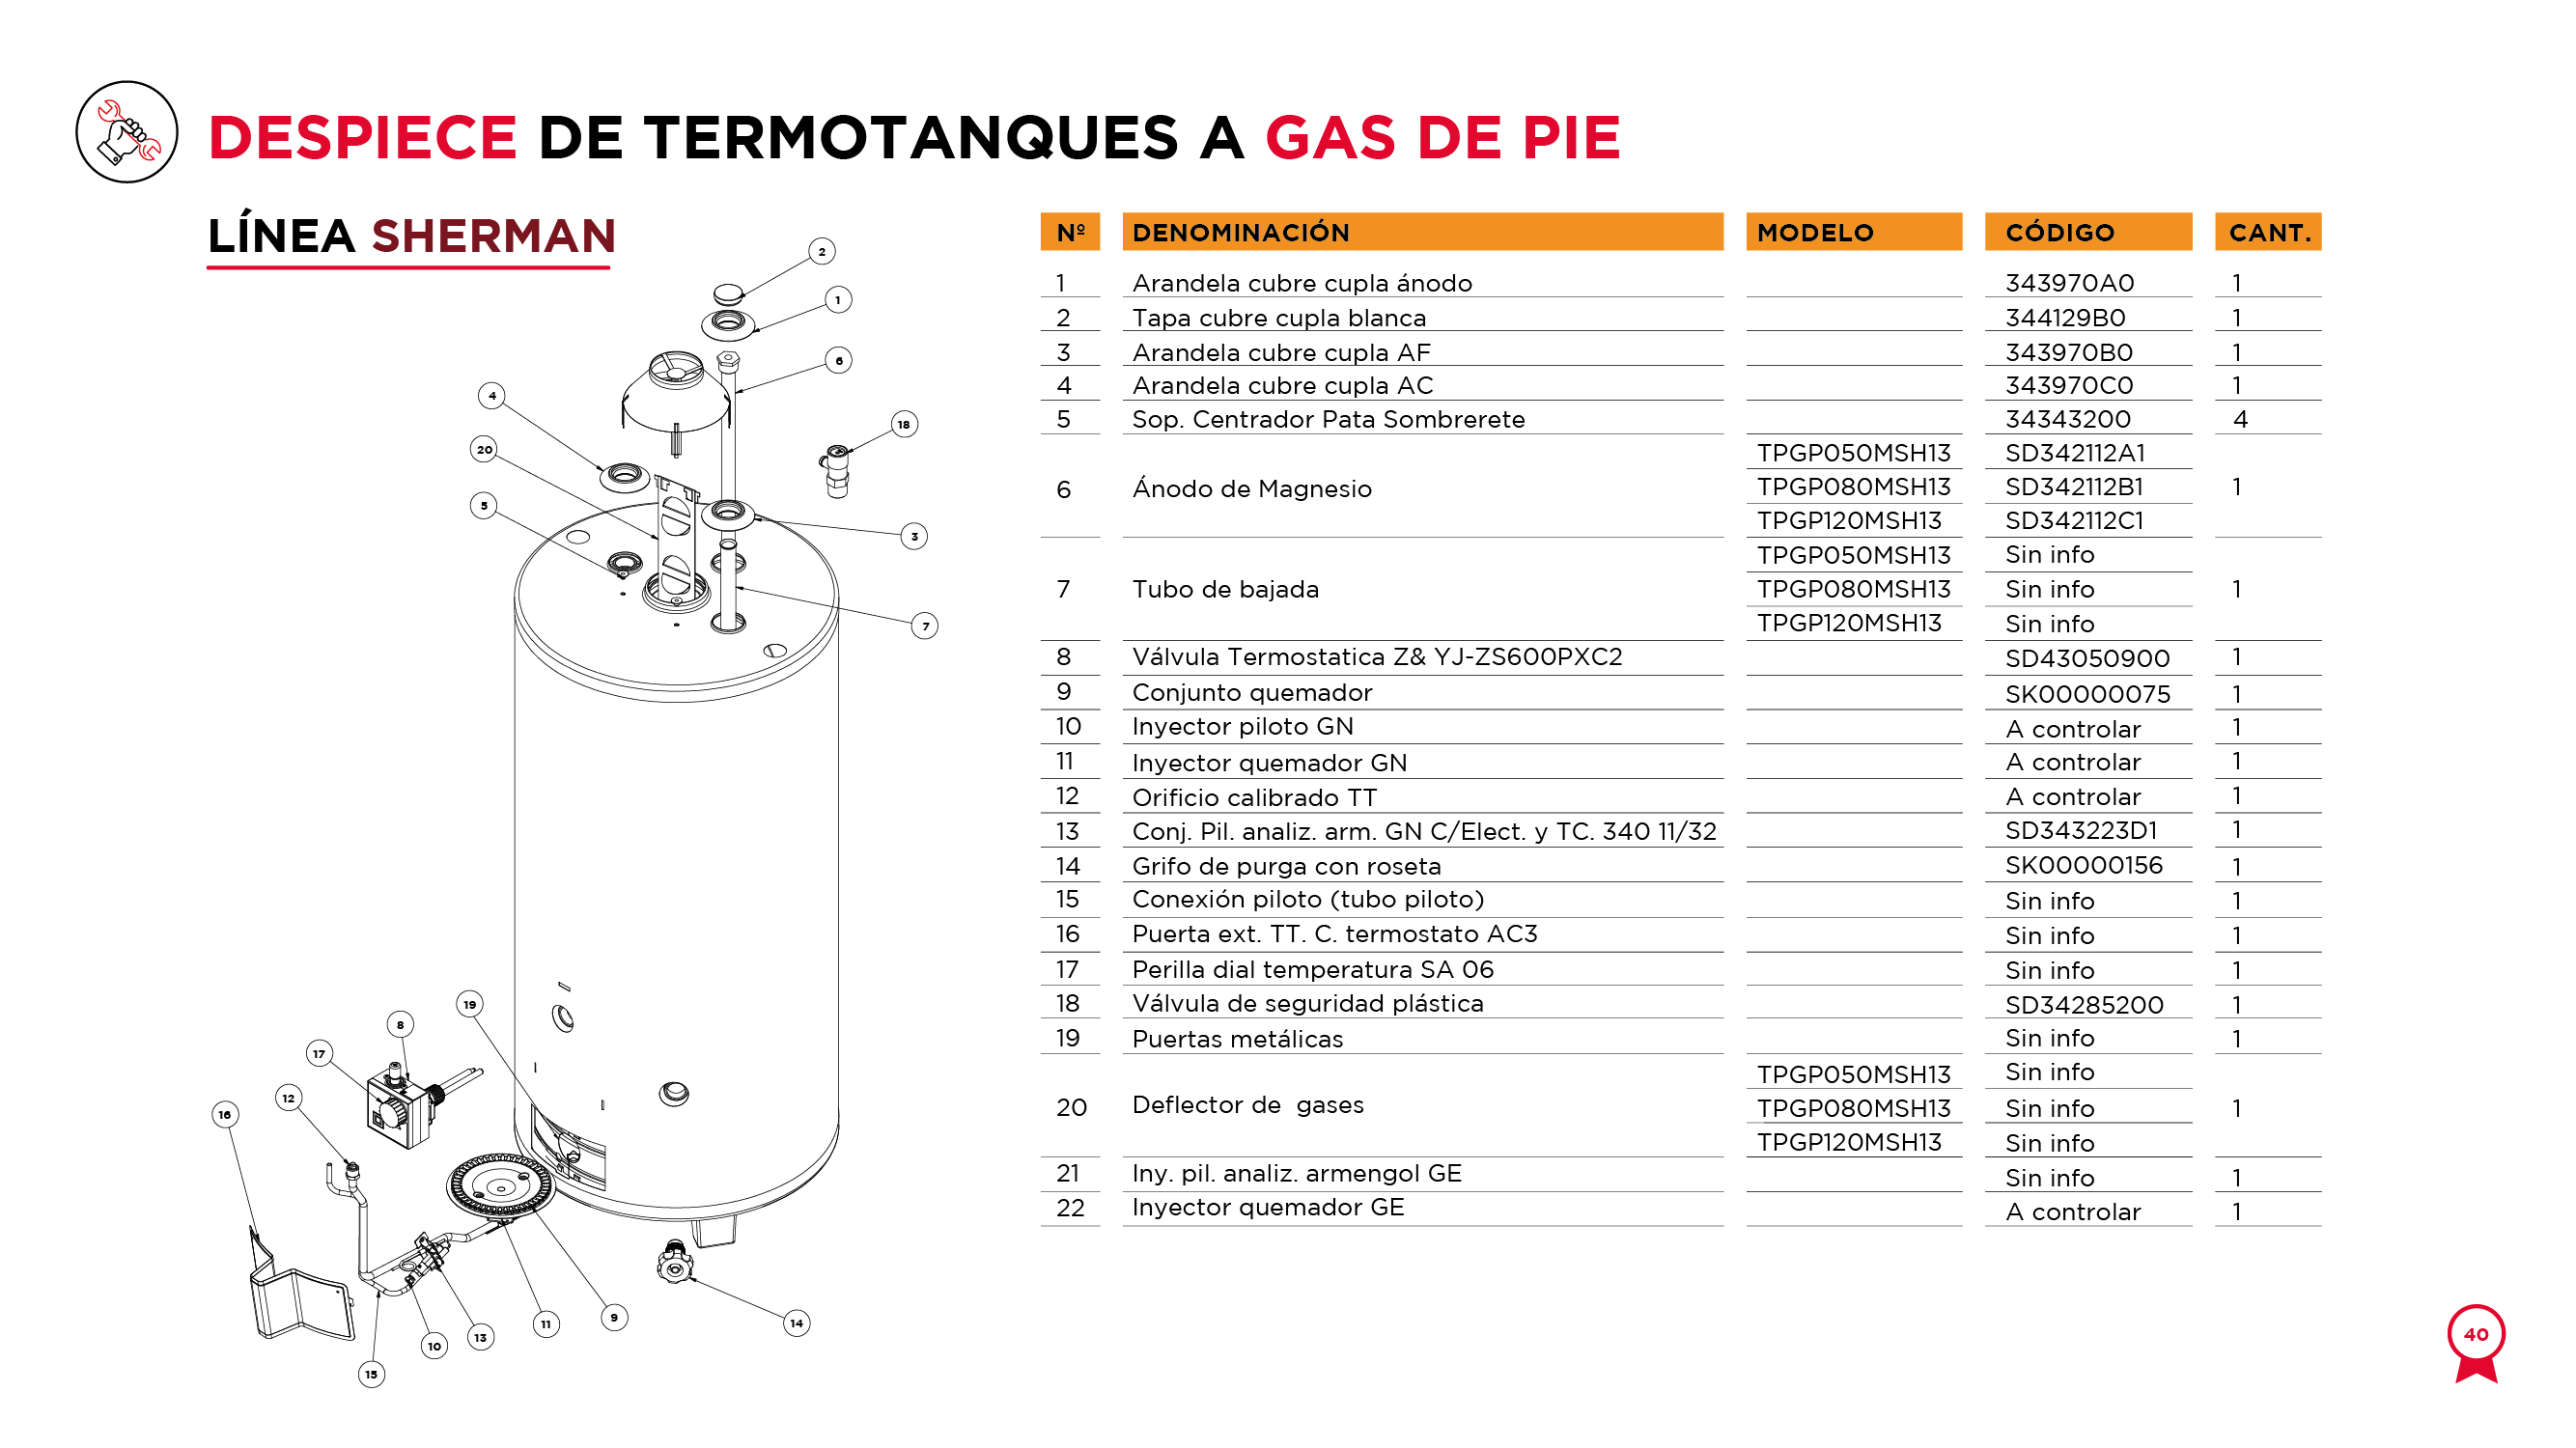 DESPIECE DE TERMOTANQUES A GAS DE PIE
LÍNEA SHERMAN
2
1
6
4
18
20
5
3
7
19
8
17
12
16
14
9
11
13
10
15
Nº DENOMINACIÓN MODELO CÓDIGO CANT.
1 Arandela cubre cupla ánodo 343970A0 1
2 Tapa cubre cupla blanca 344129B0 1
3 Arandela cubre cupla AF 343970B0 1
4 Arandela cubre cupla AC 343970C0 1
5 Sop. Centrador Pata Sombrerete 34343200 4
TPGP050MSH13 SD342112A1
6 Ánodo de Magnesio TPGP080MSH13 SD342112B1 1
TPGP120MSH13 SD342112C1
TPGP050MSH13 Sin info
7 Tubo de bajada TPGP080MSH13 Sin info 1
TPGP120MSH13 Sin info
8 Válvula Termostatica Z& YJ-ZS600PXC2 SD43050900 1
9 Conjunto quemador SK00000075 1
10 Inyector piloto GN A controlar 1
11 Inyector quemador GN A controlar 1
12 Orificio calibrado TT A controlar 1
13 Conj. Pil. analiz. arm. GN C/Elect. y TC. 340 11/32 SD343223D1 1
14 Grifo de purga con roseta SK00000156 1
15 Conexión piloto (tubo piloto) Sin info 1
16 Puerta ext. TT. C. termostato AC3 Sin info 1
17 Perilla dial temperatura SA 06 Sin info 1
18 Válvula de seguridad plástica SD34285200 1
19 Puertas metálicas Sin info 1
TPGP050MSH13 Sin info
20 Deflector de  gases TPGP080MSH13 Sin info 1
TPGP120MSH13 Sin info
21 Iny. pil. analiz. armengol GE Sin info 1
22 Inyector quemador GE A controlar 1
40